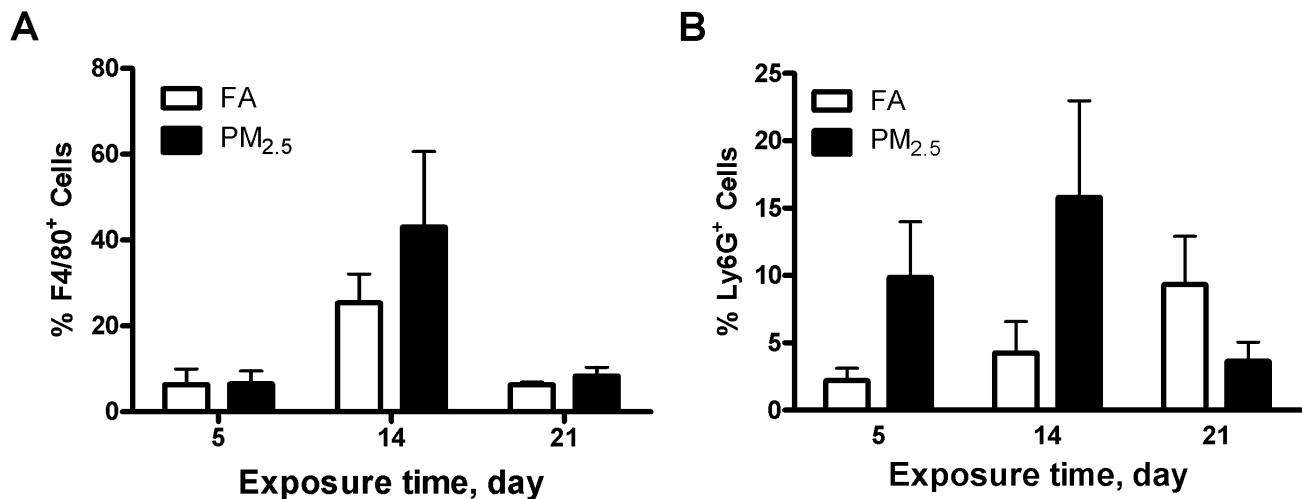 A
% F4/80⁺ Cells
80
60
40
20
0
FA
PM₂.₅
5 14 21
Exposure time, day
B
% Ly6G⁺ Cells
25
20
15
10
5
0
FA
PM₂.₅
5 14 21
Exposure time, day